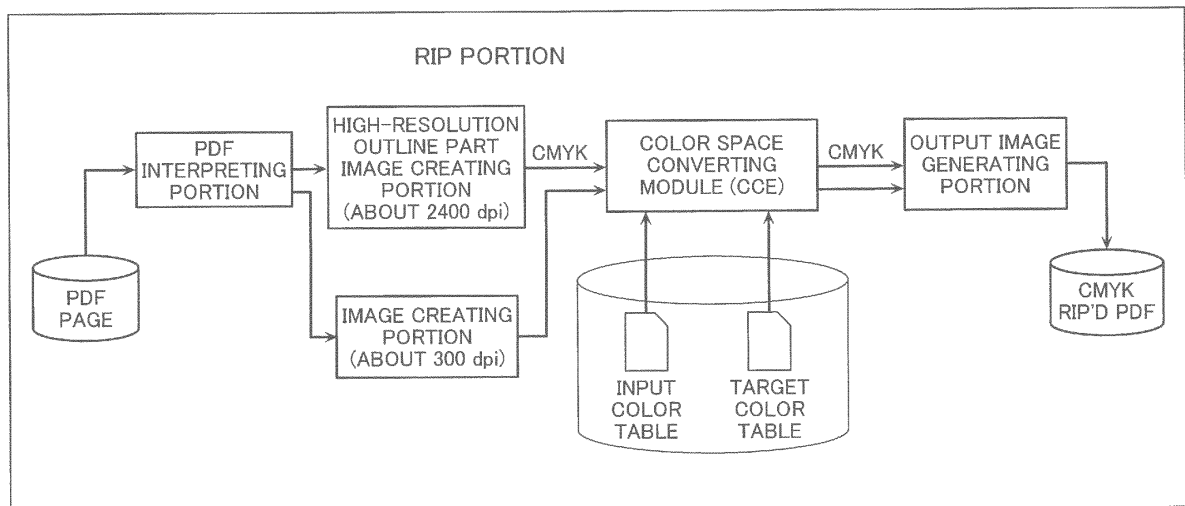 RIP PORTION
PDF
INTERPRETING
PORTION
HIGH-RESOLUTION
OUTLINE PART
IMAGE CREATING
PORTION
(ABOUT 2400 dpi)
CMYK
COLOR SPACE
CONVERTING
MODULE (CCE)
CMYK
OUTPUT IMAGE
GENERATING
PORTION
PDF
PAGE
IMAGE CREATING
PORTION
(ABOUT 300 dpi)
INPUT
COLOR
TABLE
TARGET
COLOR
TABLE
CMYK
RIP'D PDF